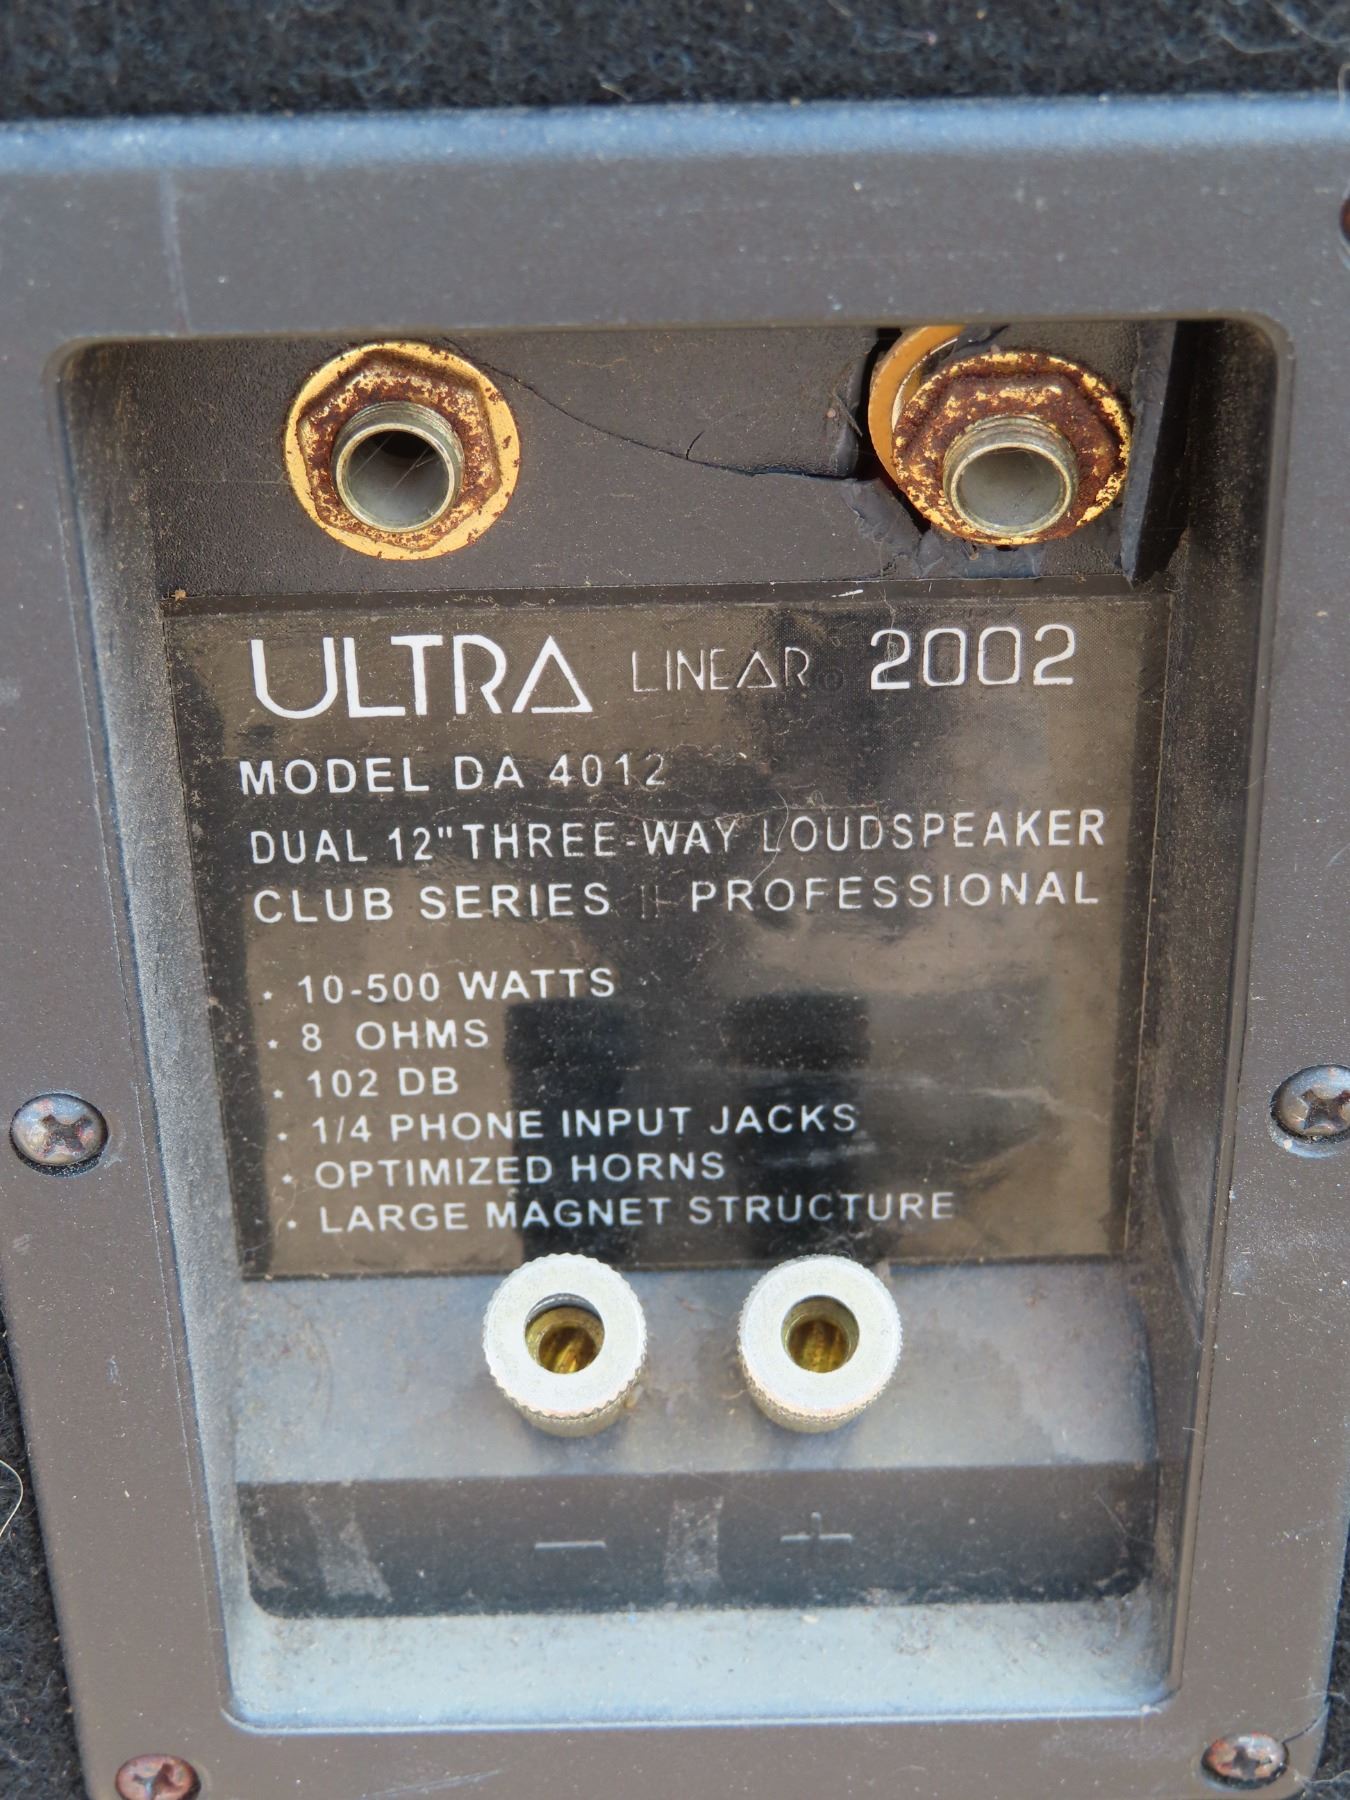 ULTRA LINEAR® 2002
MODEL DA 4012
DUAL 12" THREE-WAY LOUDSPEAKER
CLUB SERIES II PROFESSIONAL
· 10-500 WATTS
· 8 OHMS
· 102 DB
· 1/4 PHONE INPUT JACKS
· OPTIMIZED HORNS
· LARGE MAGNET STRUCTURE
− +